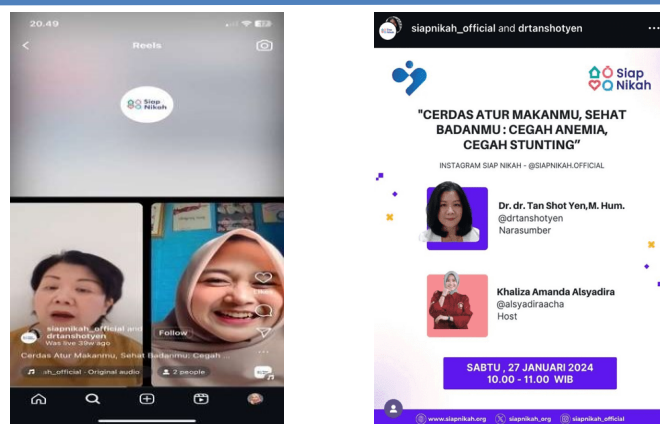 20.49
Reels
Siap
Nikah
siapnikah_official and
drtanshotyen
Was live 39w ago
Follow
Cerdas Atur Makanmu, Sehat Badanmu: Cegah ...
_official · Original audio
2 people
siapnikah_official and drtanshotyen
Siap
Nikah
"CERDAS ATUR MAKANMU, SEHAT
BADANMU : CEGAH ANEMIA,
CEGAH STUNTING"
INSTAGRAM SIAP NIKAH - @SIAPNIKAH.OFFICIAL
Dr. dr. Tan Shot Yen, M. Hum.
@drtanshotyen
Narasumber
Khaliza Amanda Alsyadira
@alsyadiraacha
Host
SABTU , 27 JANUARI 2024
10.00 - 11.00 WIB
www.siapnikah.org siapnikah_org siapnikah_official